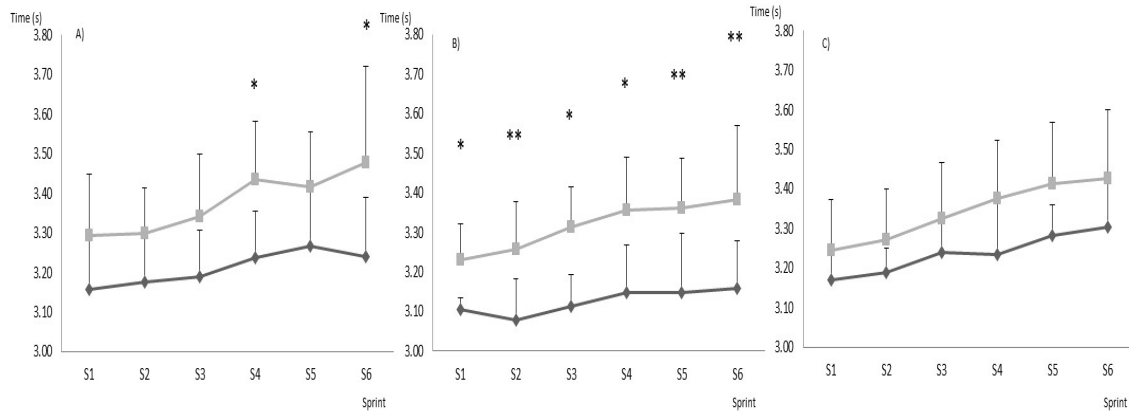 Time (s)
A)
3.80
3.70
3.60
3.50
3.40
3.30
3.20
3.10
3.00
*
*
S1 S2 S3 S4 S5 S6
Sprint
Time (s)
B)
3.80
3.70
3.60
3.50
3.40
3.30
3.20
3.10
3.00
* ** * * ** **
S1 S2 S3 S4 S5 S6
Sprint
Time (s)
C)
3.80
3.70
3.60
3.50
3.40
3.30
3.20
3.10
3.00
S1 S2 S3 S4 S5 S6
Sprint